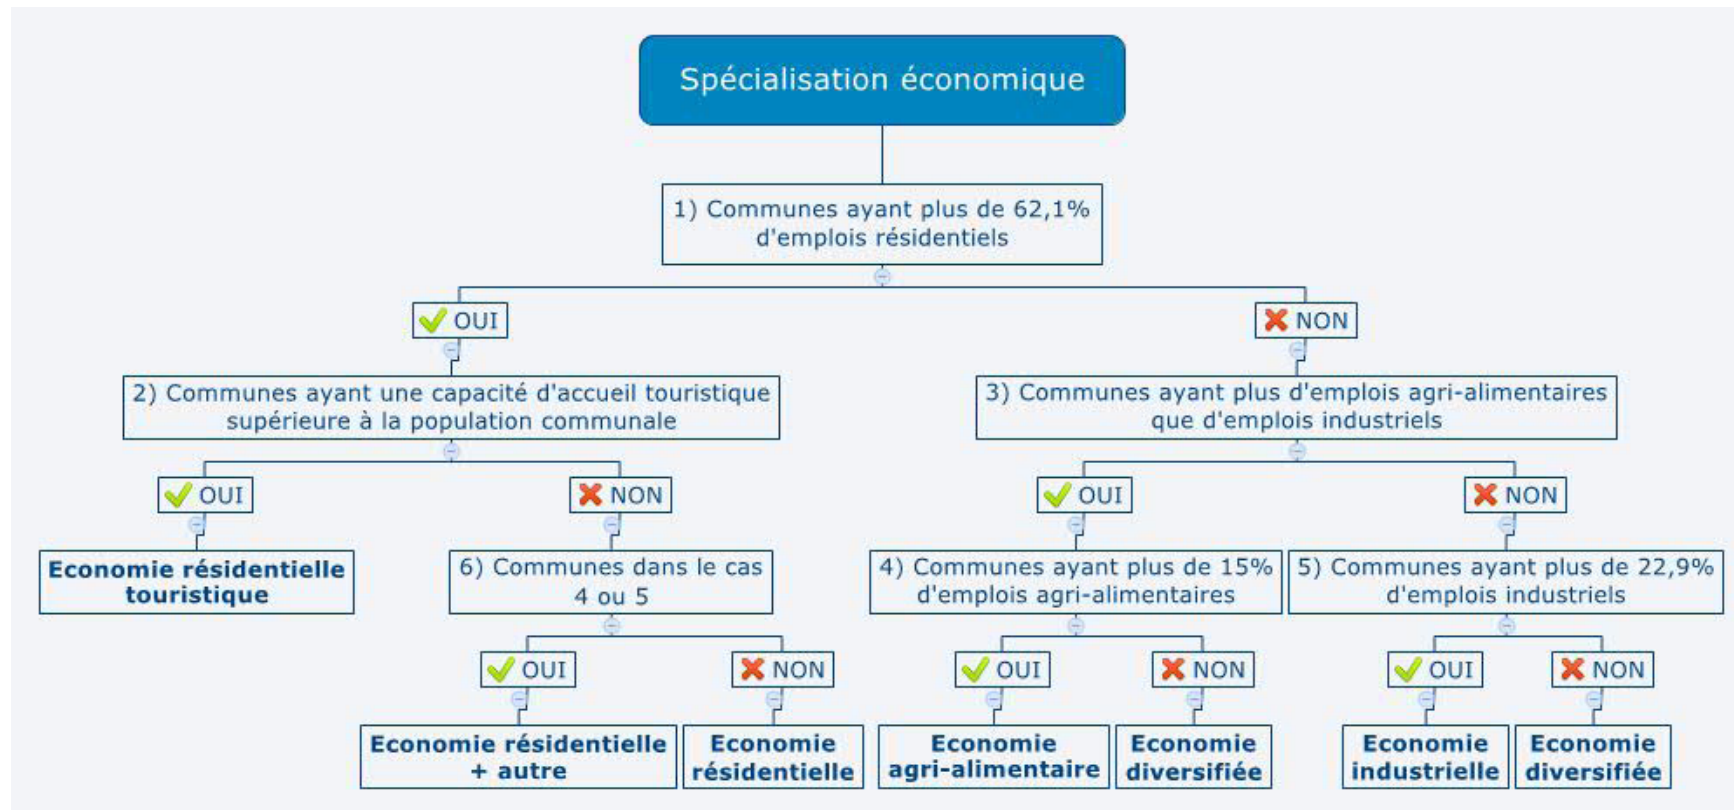 Spécialisation économique
1) Communes ayant plus de 62,1%
d'emplois résidentiels
OUI
NON
2) Communes ayant une capacité d'accueil touristique
supérieure à la population communale
3) Communes ayant plus d'emplois agri-alimentaires
que d'emplois industriels
OUI
NON
OUI
NON
Economie résidentielle
touristique
6) Communes dans le cas
4 ou 5
4) Communes ayant plus de 15%
d'emplois agri-alimentaires
5) Communes ayant plus de 22,9%
d'emplois industriels
OUI
NON
OUI
NON
OUI
NON
Economie résidentielle
+ autre
Economie
résidentielle
Economie
agri-alimentaire
Economie
diversifiée
Economie
industrielle
Economie
diversifiée